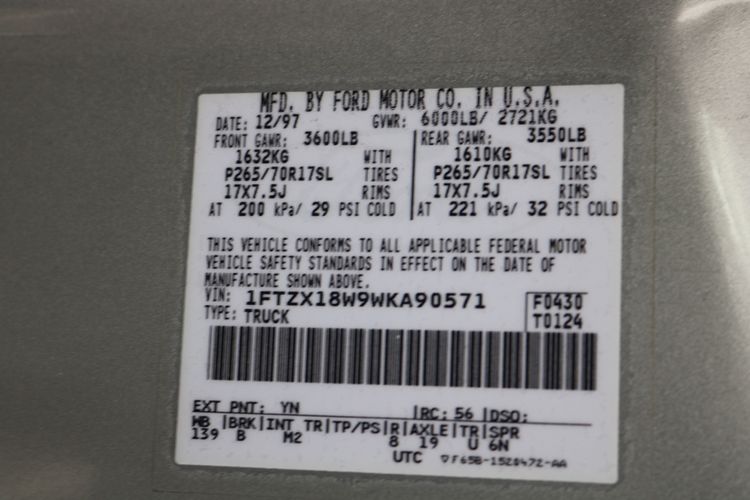 MFD. BY FORD MOTOR CO. IN U.S.A.
DATE: 12/97 GVWR: 6000LB/ 2721KG
FRONT GAWR: 3600LB REAR GAWR: 3550LB
1632KG WITH 1610KG WITH
P265/70R17SL TIRES P265/70R17SL TIRES
17X7.5J RIMS 17X7.5J RIMS
AT 200 kPa/ 29 PSI COLD AT 221 kPa/ 32 PSI COLD
THIS VEHICLE CONFORMS TO ALL APPLICABLE FEDERAL MOTOR
VEHICLE SAFETY STANDARDS IN EFFECT ON THE DATE OF
MANUFACTURE SHOWN ABOVE.
VIN: 1FTZX18W9WKA90571 F0430
TYPE: TRUCK T0124
EXT PNT: YN |RC: 56 |DSO:
WB |BRK|INT TR|TP/PS|R|AXLE|TR|SPR
139 B M2 8 19 U 6N
UTC ▽F65B-1520472-AA